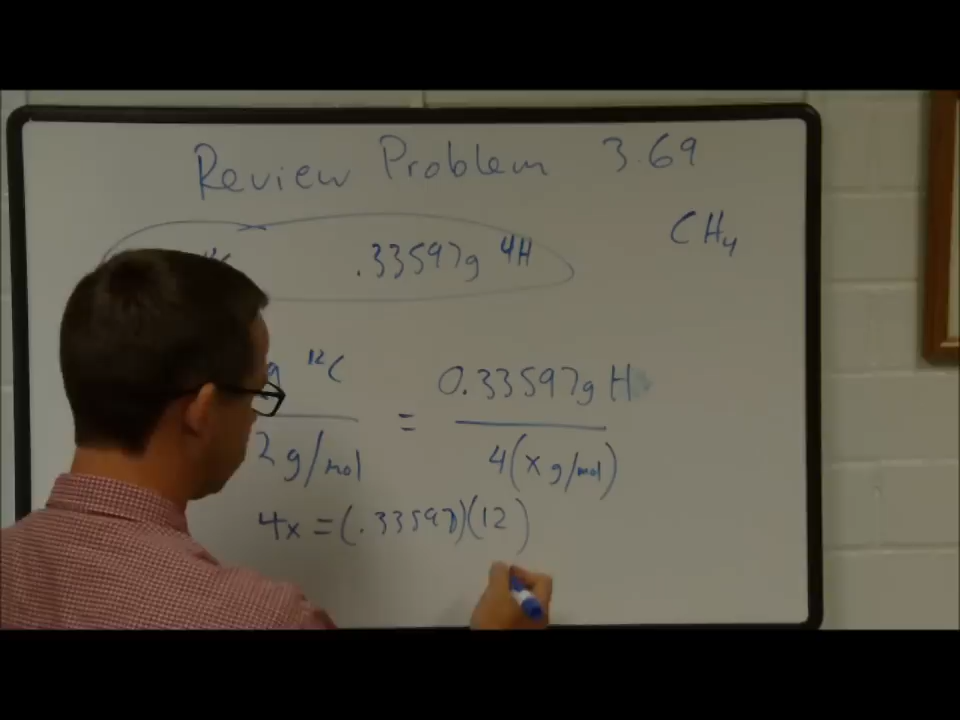 Review Problem 3.69
.33597g 4H
CH₄
g ¹²C = 0.33597g H
2 g/mol 4(x g/mol)
4x = (.33597)(12)